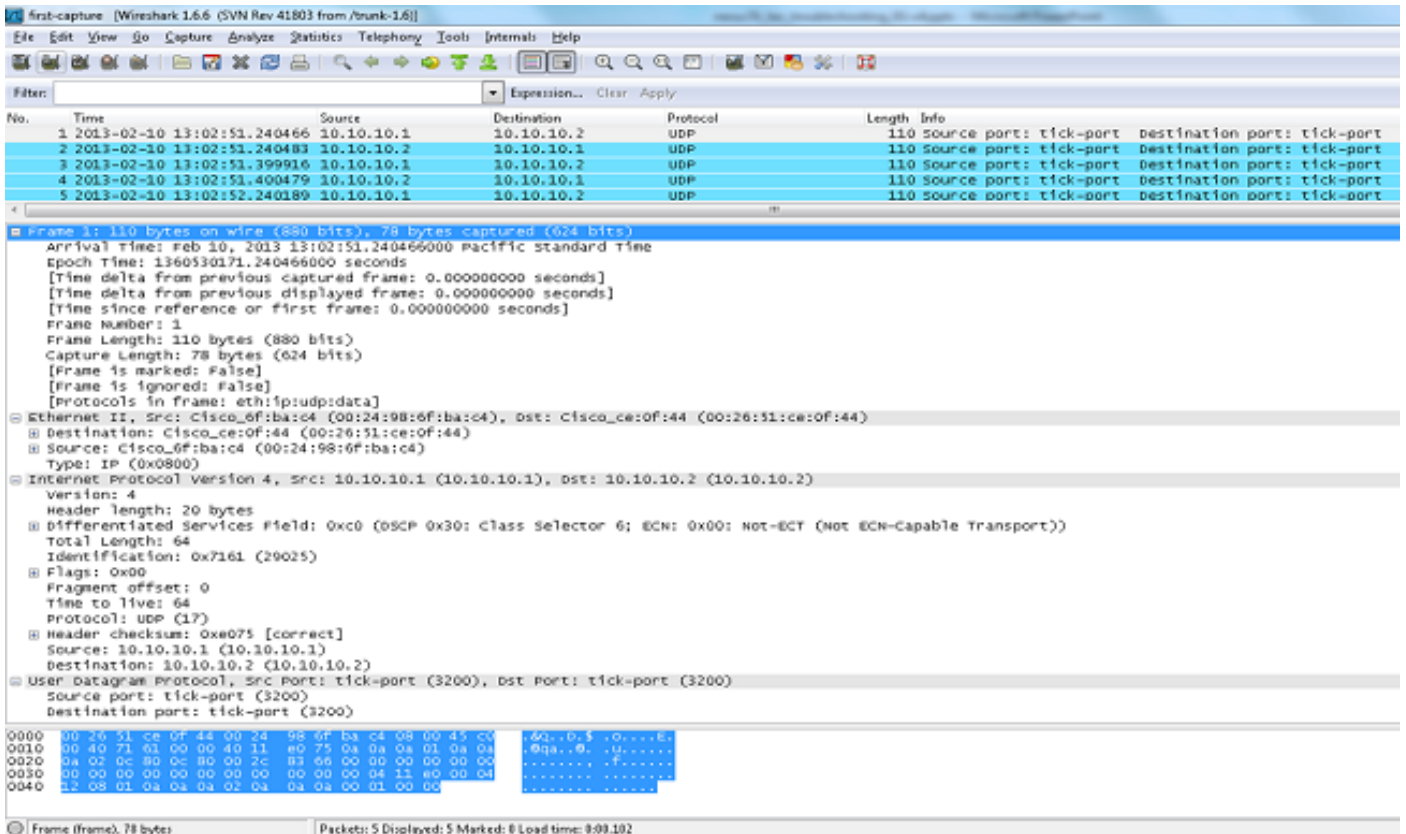 first-capture [Wireshark 1.6.6 (SVN Rev 41803 from /trunk-1.6)]
File Edit View Go Capture Analyze Statistics Telephony Tools Internals Help
Filter: Expression... Clear Apply
No. Time Source Destination Protocol Length Info
1 2013-02-10 13:02:51.240466 10.10.10.1 10.10.10.2 UDP 110 Source port: tick-port Destination port: tick-port
2 2013-02-10 13:02:51.240483 10.10.10.2 10.10.10.1 UDP 110 Source port: tick-port Destination port: tick-port
3 2013-02-10 13:02:51.399916 10.10.10.1 10.10.10.2 UDP 110 Source port: tick-port Destination port: tick-port
4 2013-02-10 13:02:51.400479 10.10.10.2 10.10.10.1 UDP 110 Source port: tick-port Destination port: tick-port
5 2013-02-10 13:02:52.240189 10.10.10.1 10.10.10.2 UDP 110 Source port: tick-port Destination port: tick-port
Frame 1: 110 bytes on wire (880 bits), 78 bytes captured (624 bits)
Arrival Time: Feb 10, 2013 13:02:51.240466000 Pacific Standard Time
Epoch Time: 1360530171.240466000 seconds
[Time delta from previous captured frame: 0.000000000 seconds]
[Time delta from previous displayed frame: 0.000000000 seconds]
[Time since reference or first frame: 0.000000000 seconds]
Frame Number: 1
Frame Length: 110 bytes (880 bits)
Capture Length: 78 bytes (624 bits)
[Frame is marked: False]
[Frame is ignored: False]
[Protocols in frame: eth:ip:udp:data]
Ethernet II, Src: Cisco_6f:ba:c4 (00:24:98:6f:ba:c4), Dst: Cisco_ce:0f:44 (00:26:51:ce:0f:44)
Destination: Cisco_ce:0f:44 (00:26:51:ce:0f:44)
Source: Cisco_6f:ba:c4 (00:24:98:6f:ba:c4)
Type: IP (0x0800)
Internet Protocol Version 4, Src: 10.10.10.1 (10.10.10.1), Dst: 10.10.10.2 (10.10.10.2)
Version: 4
Header length: 20 bytes
Differentiated Services Field: 0xc0 (DSCP 0x30: Class Selector 6; ECN: 0x00: Not-ECT (Not ECN-Capable Transport))
Total Length: 64
Identification: 0x7161 (29025)
Flags: 0x00
Fragment offset: 0
Time to live: 64
Protocol: UDP (17)
Header checksum: 0xe075 [correct]
Source: 10.10.10.1 (10.10.10.1)
Destination: 10.10.10.2 (10.10.10.2)
User Datagram Protocol, Src Port: tick-port (3200), Dst Port: tick-port (3200)
Source port: tick-port (3200)
Destination port: tick-port (3200)
0000 00 26 51 ce 0f 44 00 24 98 6f ba c4 08 00 45 c0 .&Q..D.$ .o....E.
0010 00 40 71 61 00 00 40 11 e0 75 0a 0a 0a 01 0a 0a .@qa..@. .u......
0020 0a 02 0c 80 0c 80 00 2c 83 66 00 00 00 00 00 00 ......., .f......
0030 00 00 00 00 00 00 00 00 00 00 00 04 11 e0 00 04 ........ ........
0040 12 08 01 0a 0a 0a 02 0a 0a 0a 00 01 00 00 ........ ......
Frame (frame), 78 bytes Packets: 5 Displayed: 5 Marked: 0 Load time: 0:00.102